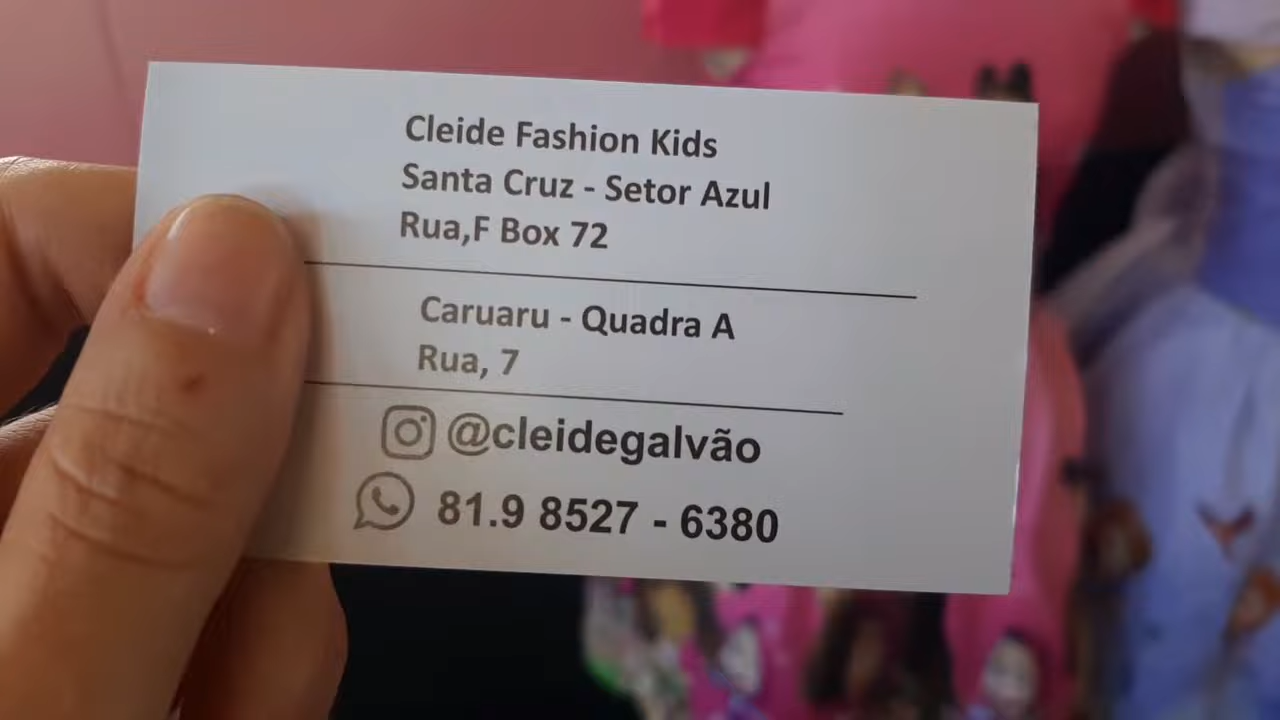 Cleide Fashion Kids
Santa Cruz - Setor Azul
Rua,F Box 72
Caruaru - Quadra A
Rua, 7
@cleidegalvão
81.9 8527 - 6380